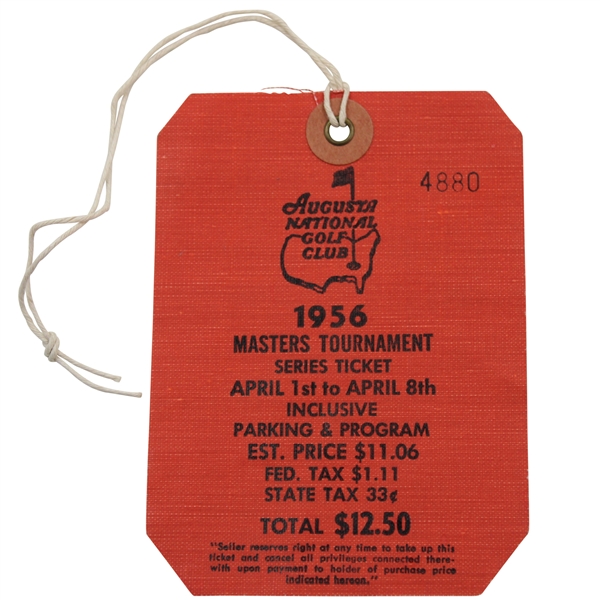 4880
AUGUSTA
NATIONAL
GOLF
CLUB
1956
MASTERS TOURNAMENT
SERIES TICKET
APRIL 1st to APRIL 8th
INCLUSIVE
PARKING & PROGRAM
EST. PRICE $11.06
FED. TAX $1.11
STATE TAX 33¢
TOTAL $12.50
"Seller reserves right at any time to take up this
ticket and cancel all privileges connected there-
with upon payment to holder of purchase price
indicated hereon."